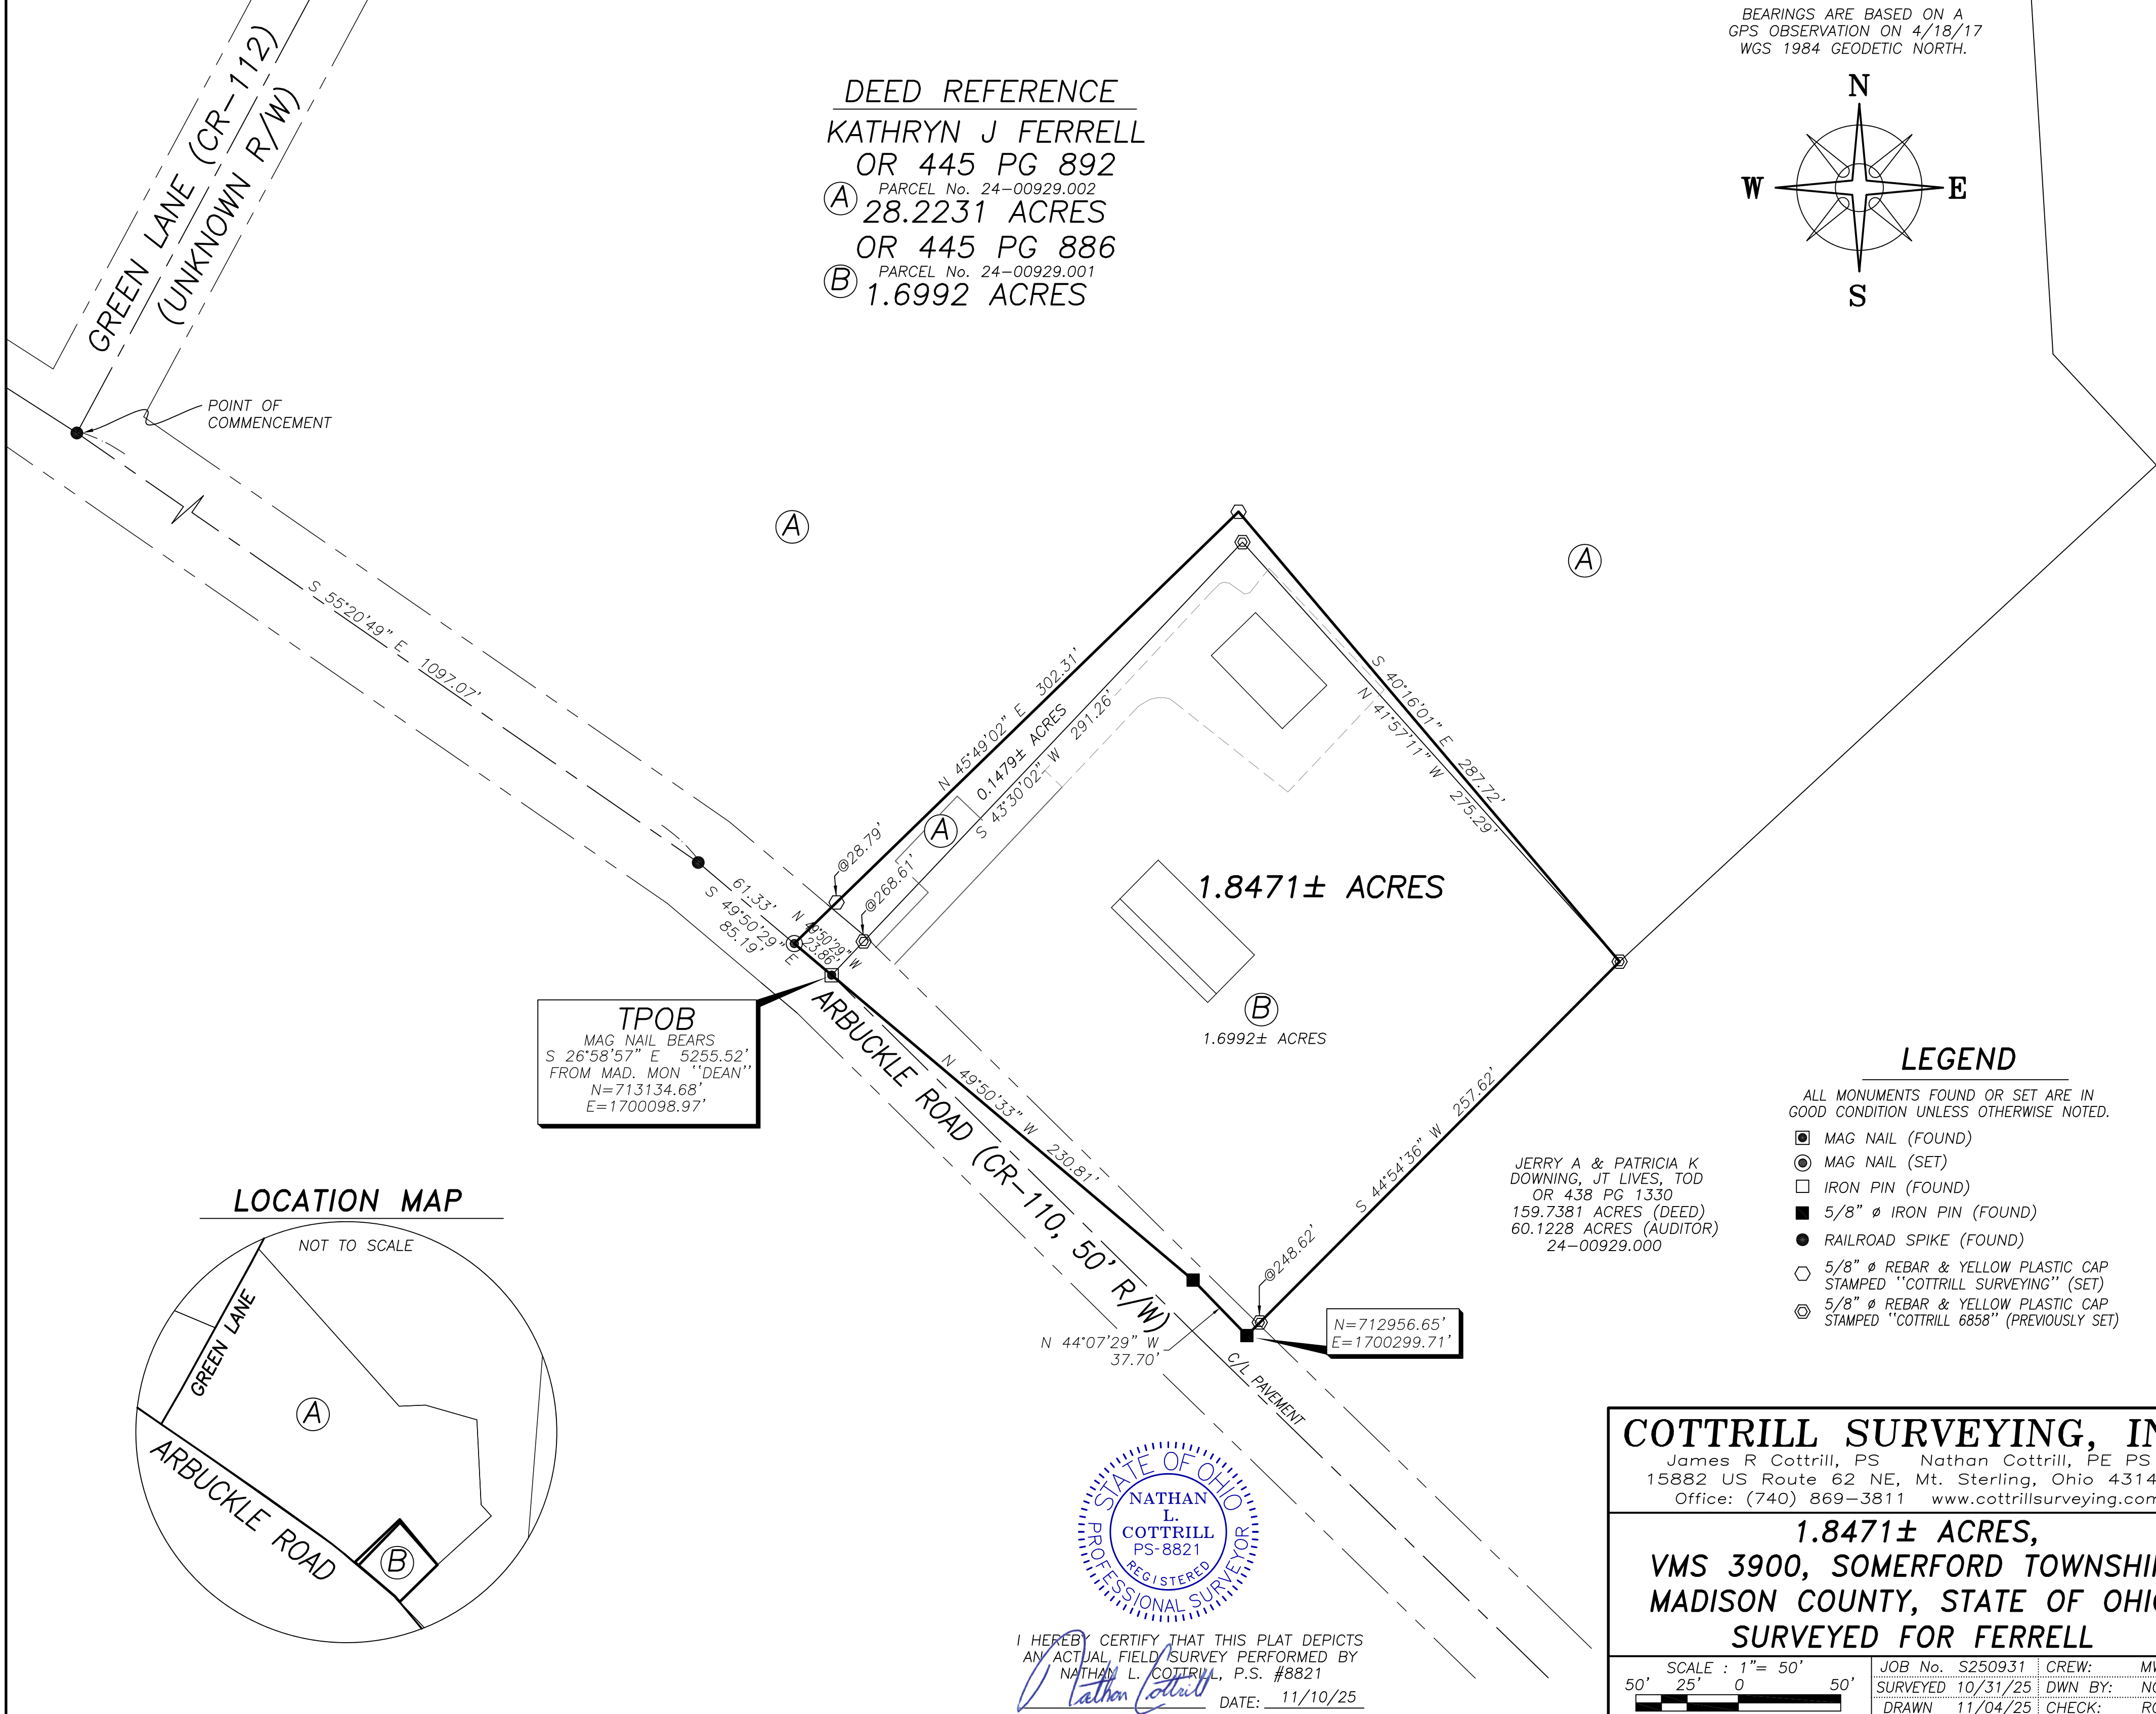 BEARINGS ARE BASED ON A
GPS OBSERVATION ON 4/18/17
WGS 1984 GEODETIC NORTH.
N
W
E
S
DEED REFERENCE
KATHRYN J FERRELL
OR 445 PG 892
PARCEL No. 24-00929.002
A 28.2231 ACRES
OR 445 PG 886
PARCEL No. 24-00929.001
B 1.6992 ACRES
GREEN LANE (CR-112)
(UNKNOWN R/W)
POINT OF
COMMENCEMENT
A
A
S 55°20'49" E 1097.07'
N 45°49'02" E 302.31'
0.1479± ACRES
S 43°30'02" W 291.26'
A
S 40°16'01" E 287.72'
N 41°57'11" W 275.29'
@28.79'
@268.61'
61.33'
S 49°50'29" E
85.19'
N 49°50'29" W
23.86'
1.8471± ACRES
B
1.6992± ACRES
TPOB
MAG NAIL BEARS
S 26°58'57" E 5255.52'
FROM MAD. MON "DEAN"
N=713134.68'
E=1700098.97'
ARBUCKLE ROAD (CR-110, 50' R/W)
N 49°50'33" W 230.81'
S 44°54'36" W 257.62'
@248.62'
N 44°07'29" W
37.70'
N=712956.65'
E=1700299.71'
C/L PAVEMENT
JERRY A & PATRICIA K
DOWNING, JT LIVES, TOD
OR 438 PG 1330
159.7381 ACRES (DEED)
60.1228 ACRES (AUDITOR)
24-00929.000
LEGEND
ALL MONUMENTS FOUND OR SET ARE IN
GOOD CONDITION UNLESS OTHERWISE NOTED.
MAG NAIL (FOUND)
MAG NAIL (SET)
IRON PIN (FOUND)
5/8" ø IRON PIN (FOUND)
RAILROAD SPIKE (FOUND)
5/8" ø REBAR & YELLOW PLASTIC CAP
STAMPED "COTTRILL SURVEYING" (SET)
5/8" ø REBAR & YELLOW PLASTIC CAP
STAMPED "COTTRILL 6858" (PREVIOUSLY SET)
LOCATION MAP
NOT TO SCALE
GREEN LANE
A
ARBUCKLE ROAD
B
STATE OF OHIO
NATHAN
L.
COTTRILL
PS-8821
REGISTERED
PROFESSIONAL SURVEYOR
I HEREBY CERTIFY THAT THIS PLAT DEPICTS
AN ACTUAL FIELD SURVEY PERFORMED BY
NATHAN L. COTTRILL, P.S. #8821
Nathan Cottrill
DATE: 11/10/25
COTTRILL SURVEYING, IN
James R Cottrill, PS Nathan Cottrill, PE PS
15882 US Route 62 NE, Mt. Sterling, Ohio 4314
Office: (740) 869-3811 www.cottrillsurveying.com
1.8471± ACRES,
VMS 3900, SOMERFORD TOWNSHIP
MADISON COUNTY, STATE OF OHIO
SURVEYED FOR FERRELL
SCALE : 1"= 50'
50' 25' 0 50'
JOB No. S250931 CREW:
SURVEYED 10/31/25 DWN BY:
DRAWN 11/04/25 CHECK: